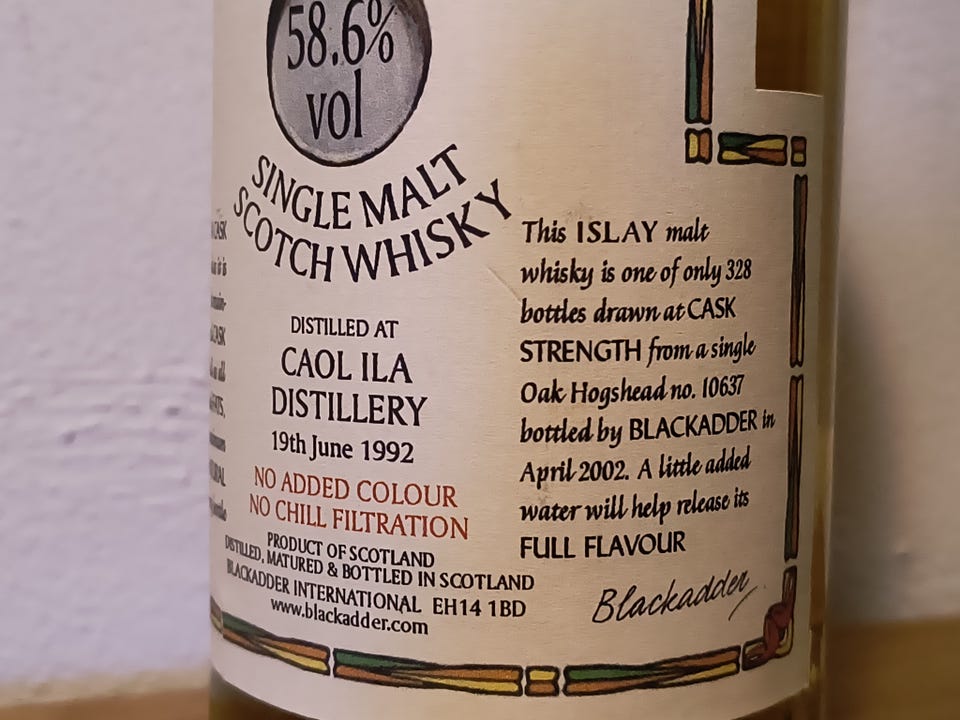 58.6%
vol
SINGLE MALT
SCOTCH WHISKY
DISTILLED AT
CAOL ILA
DISTILLERY
19th June 1992
NO ADDED COLOUR
NO CHILL FILTRATION
PRODUCT OF SCOTLAND
DISTILLED, MATURED & BOTTLED IN SCOTLAND
BLACKADDER INTERNATIONAL EH14 1BD
www.blackadder.com
This ISLAY malt
whisky is one of only 328
bottles drawn at CASK
STRENGTH from a single
Oak Hogshead no. 10637
bottled by BLACKADDER in
April 2002. A little added
water will help release its
FULL FLAVOUR
Blackadder